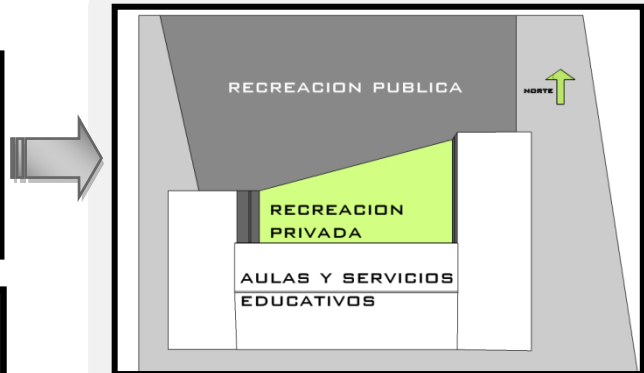 RECREACION PUBLICA
NORTE
RECREACION
PRIVADA
AULAS Y SERVICIOS
EDUCATIVOS